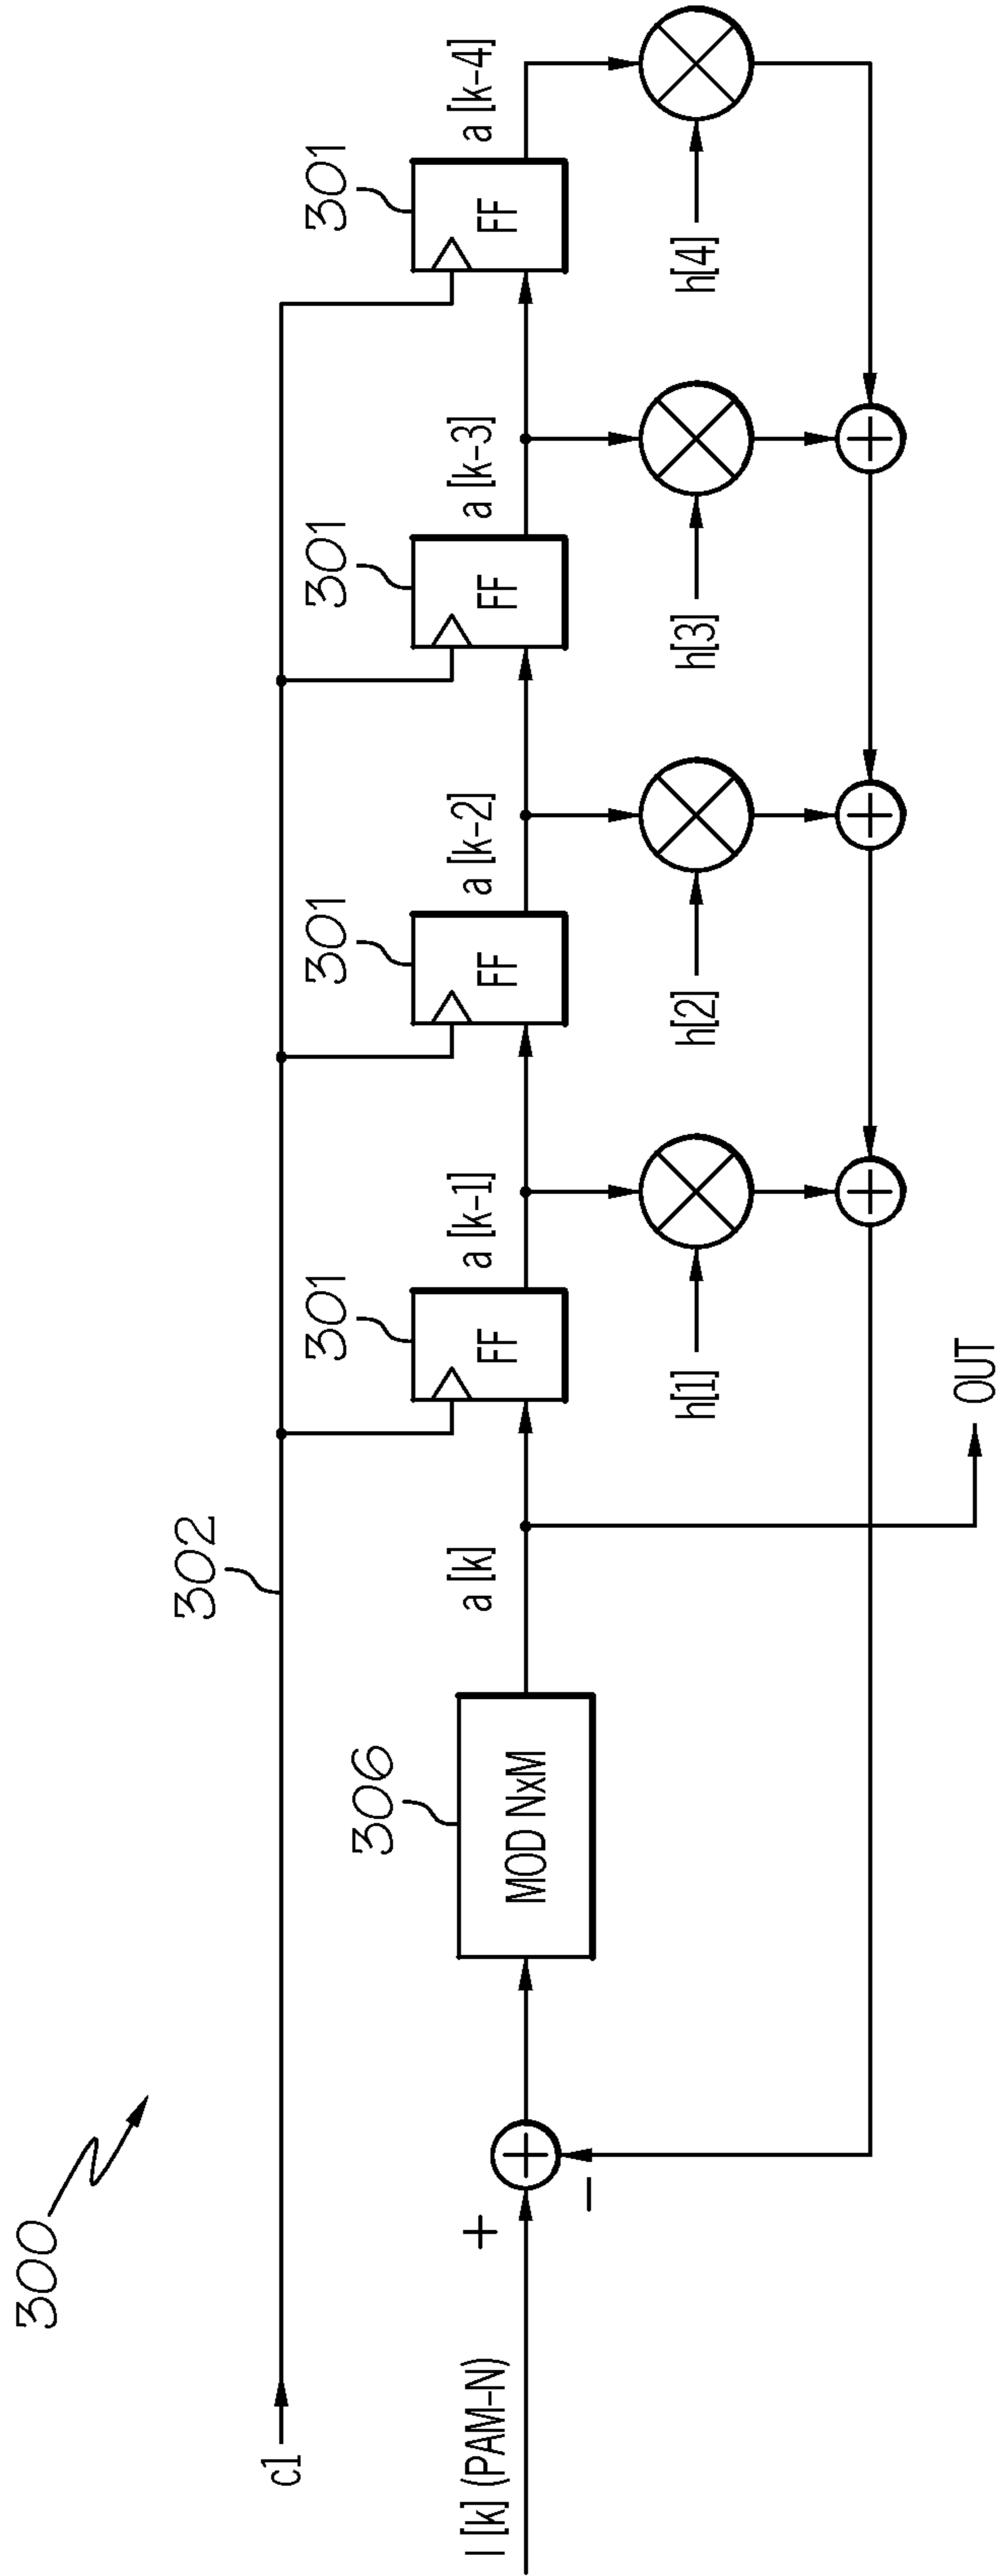 300
302
c1
301
301
301
301
306
I [k] (PAM-N)
+
−
MOD NxM
a [k]
FF
a [k-1]
FF
a [k-2]
FF
a [k-3]
FF
a [k-4]
h[1]
h[2]
h[3]
h[4]
OUT